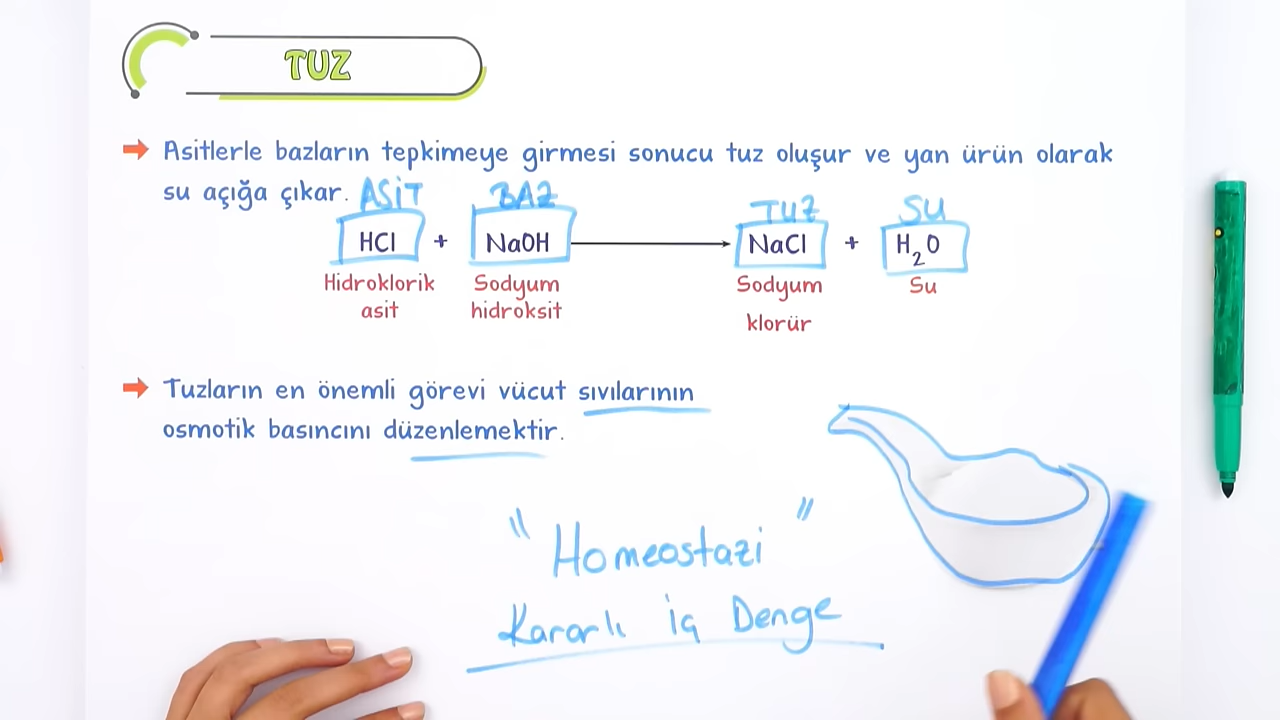 TUZ
Asitlerle bazların tepkimeye girmesi sonucu tuz oluşur ve yan ürün olarak
su açığa çıkar.
ASİT BAZ TUZ SU
HCl + NaOH NaCl + H₂O
Hidroklorik asit
Sodyum hidroksit
Sodyum klorür
Su
Tuzların en önemli görevi vücut sıvılarının
osmotik basıncını düzenlemektir.
"Homeostazi"
Kararlı İç Denge